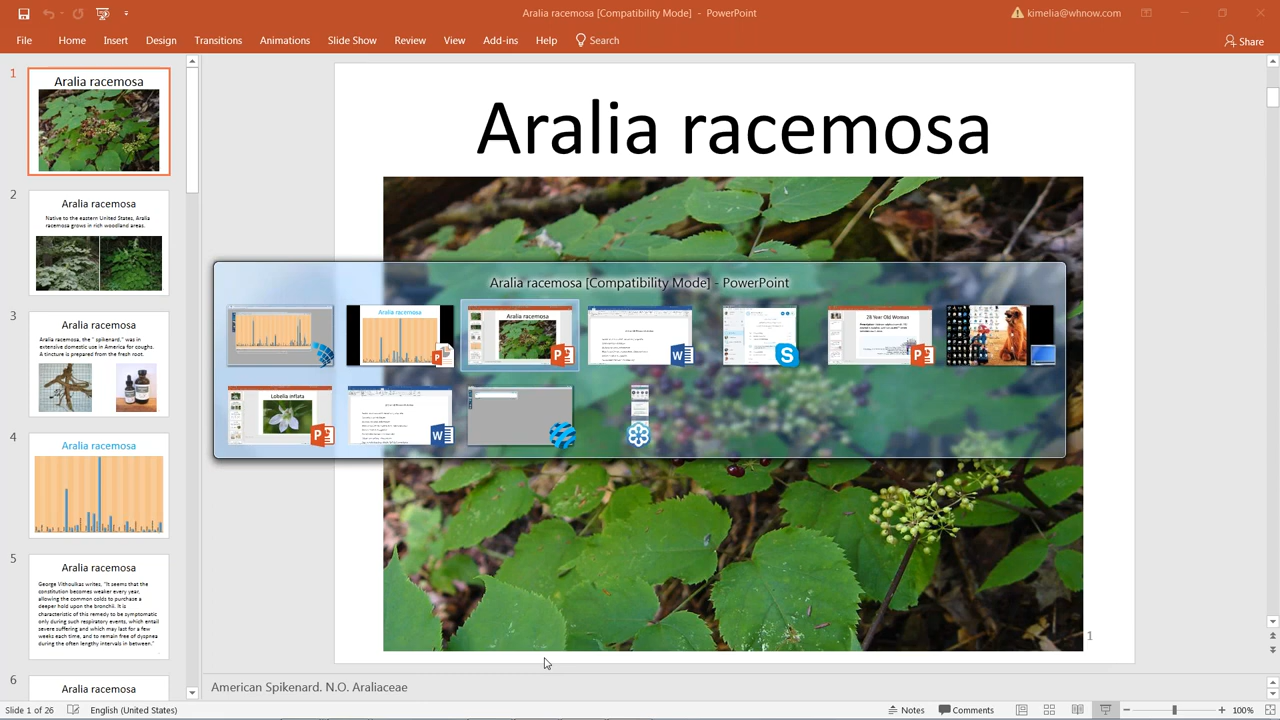 Aralia racemosa [Compatibility Mode] - PowerPoint
kimelia@whnow.com
File Home Insert Design Transitions Animations Slide Show Review View Add-ins Help Search Share
1
Aralia racemosa
2
Aralia racemosa
Native to the eastern United States, Aralia
racemosa grows in rich woodland areas.
3
Aralia racemosa
Aralia racemosa, the " spikenard," was in
extensive domestic use in America for coughs.
A tincture is prepared from the fresh root.
4
Aralia racemosa
5
Aralia racemosa
George Vithoulkas writes, "It seems that the
constitution becomes weaker every year,
allowing the common colds to purchase a
deeper hold upon the bronchii. It is
characteristic of this remedy to be symptomatic
only during such respiratory events, which entail
severe suffering and which may last for a few
weeks each time, and to remain free of dyspnea
during the often lengthy intervals in between."
6
Aralia racemosa
Aralia racemosa
Aralia racemosa [Compatibility Mode] - PowerPoint
Aralia racemosa
Aralia racemosa
28 Year Old Woman
Lobelia inflata
1
American Spikenard. N.O. Araliaceae
Slide 1 of 26 English (United States) Notes Comments 100%